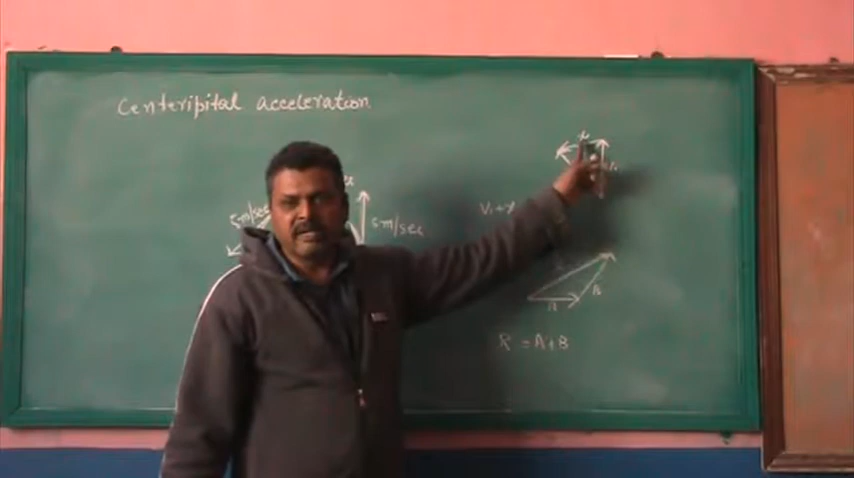 Centeripital acceleration
5m/sec
5m/sec
V₁+x
x
R = A+B